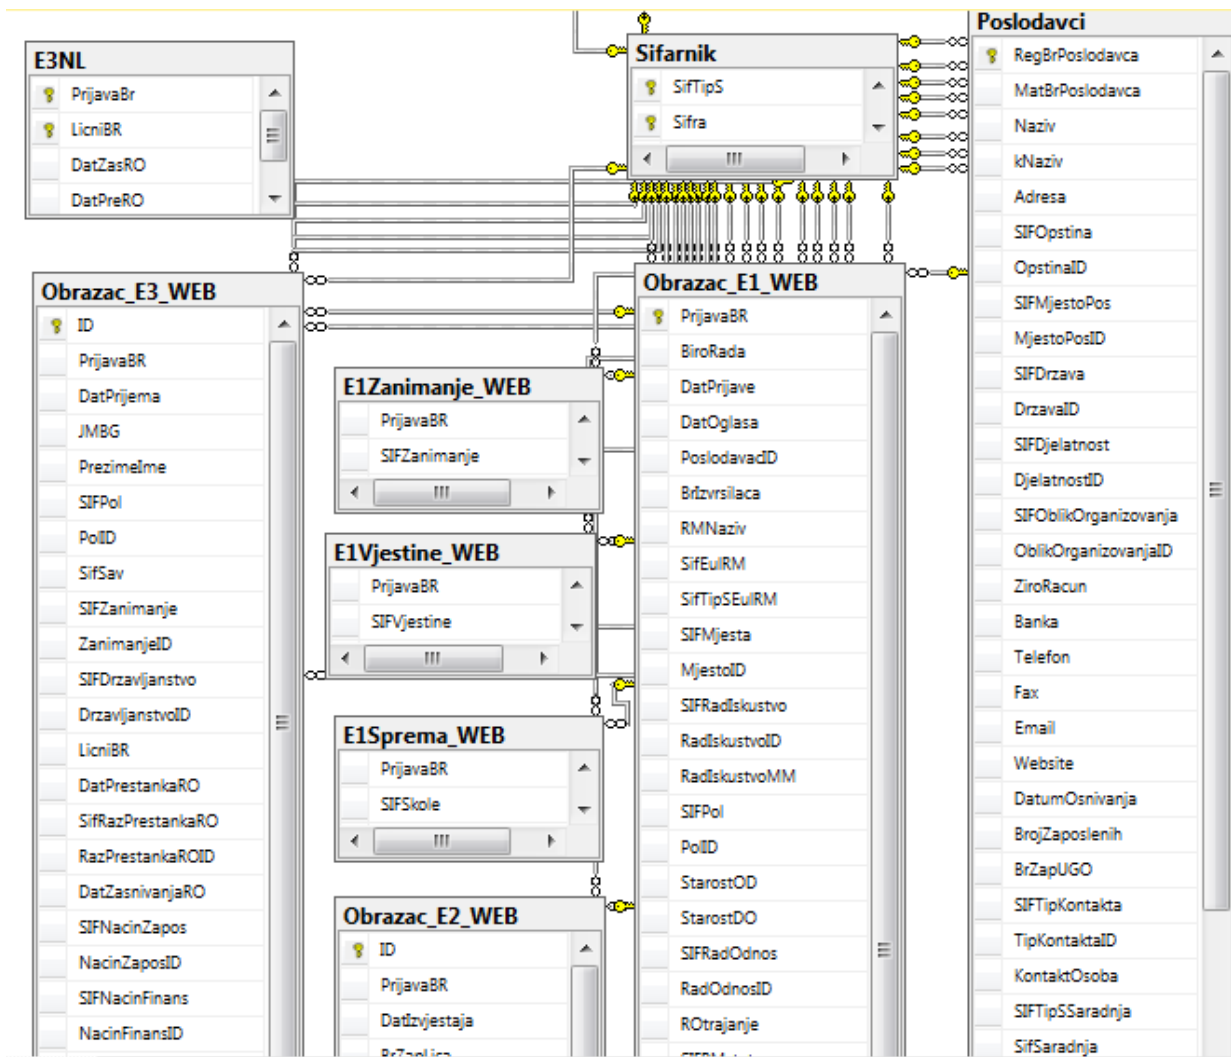 E3NL
PrijavaBr
LicniBR
DatZasRO
DatPreRO
Sifarnik
SifTipS
Sifra
Poslodavci
RegBrPoslodavca
MatBrPoslodavca
Naziv
kNaziv
Adresa
SIFOpstina
OpstinaID
SIFMjestoPos
MjestoPosID
SIFDrzava
DrzavaID
SIFDjelatnost
DjelatnostID
SIFOblikOrganizovanja
OblikOrganizovanjaID
ZiroRacun
Banka
Telefon
Fax
Email
Website
DatumOsnivanja
BrojZaposlenih
BrZapUGO
SIFTipKontakta
TipKontaktaID
KontaktOsoba
SIFTipSSaradnja
SifSaradnja
Obrazac_E3_WEB
ID
PrijavaBR
DatPrijema
JMBG
PrezimeIme
SIFPol
PolID
SifSav
SIFZanimanje
ZanimanjeID
SIFDrzavljanstvo
DrzavljanstvoID
LicniBR
DatPrestankaRO
SifRazPrestankaRO
RazPrestankaROID
DatZasnivanjaRO
SIFNacinZapos
NacinZaposID
SIFNacinFinans
NacinFinansID
E1Zanimanje_WEB
PrijavaBR
SIFZanimanje
E1Vjestine_WEB
PrijavaBR
SIFVjestine
E1Sprema_WEB
PrijavaBR
SIFSkole
Obrazac_E2_WEB
ID
PrijavaBR
DatIzvjestaja
BrZapLica
Obrazac_E1_WEB
PrijavaBR
BiroRada
DatPrijave
DatOglasa
PoslodavacID
BrIzvrsilaca
RMNaziv
SifEulRM
SifTipSEulRM
SIFMjesta
MjestoID
SIFRadIskustvo
RadIskustvoID
RadIskustvoMM
SIFPol
PolID
StarostOD
StarostDO
SIFRadOdnos
RadOdnosID
ROtrajanje